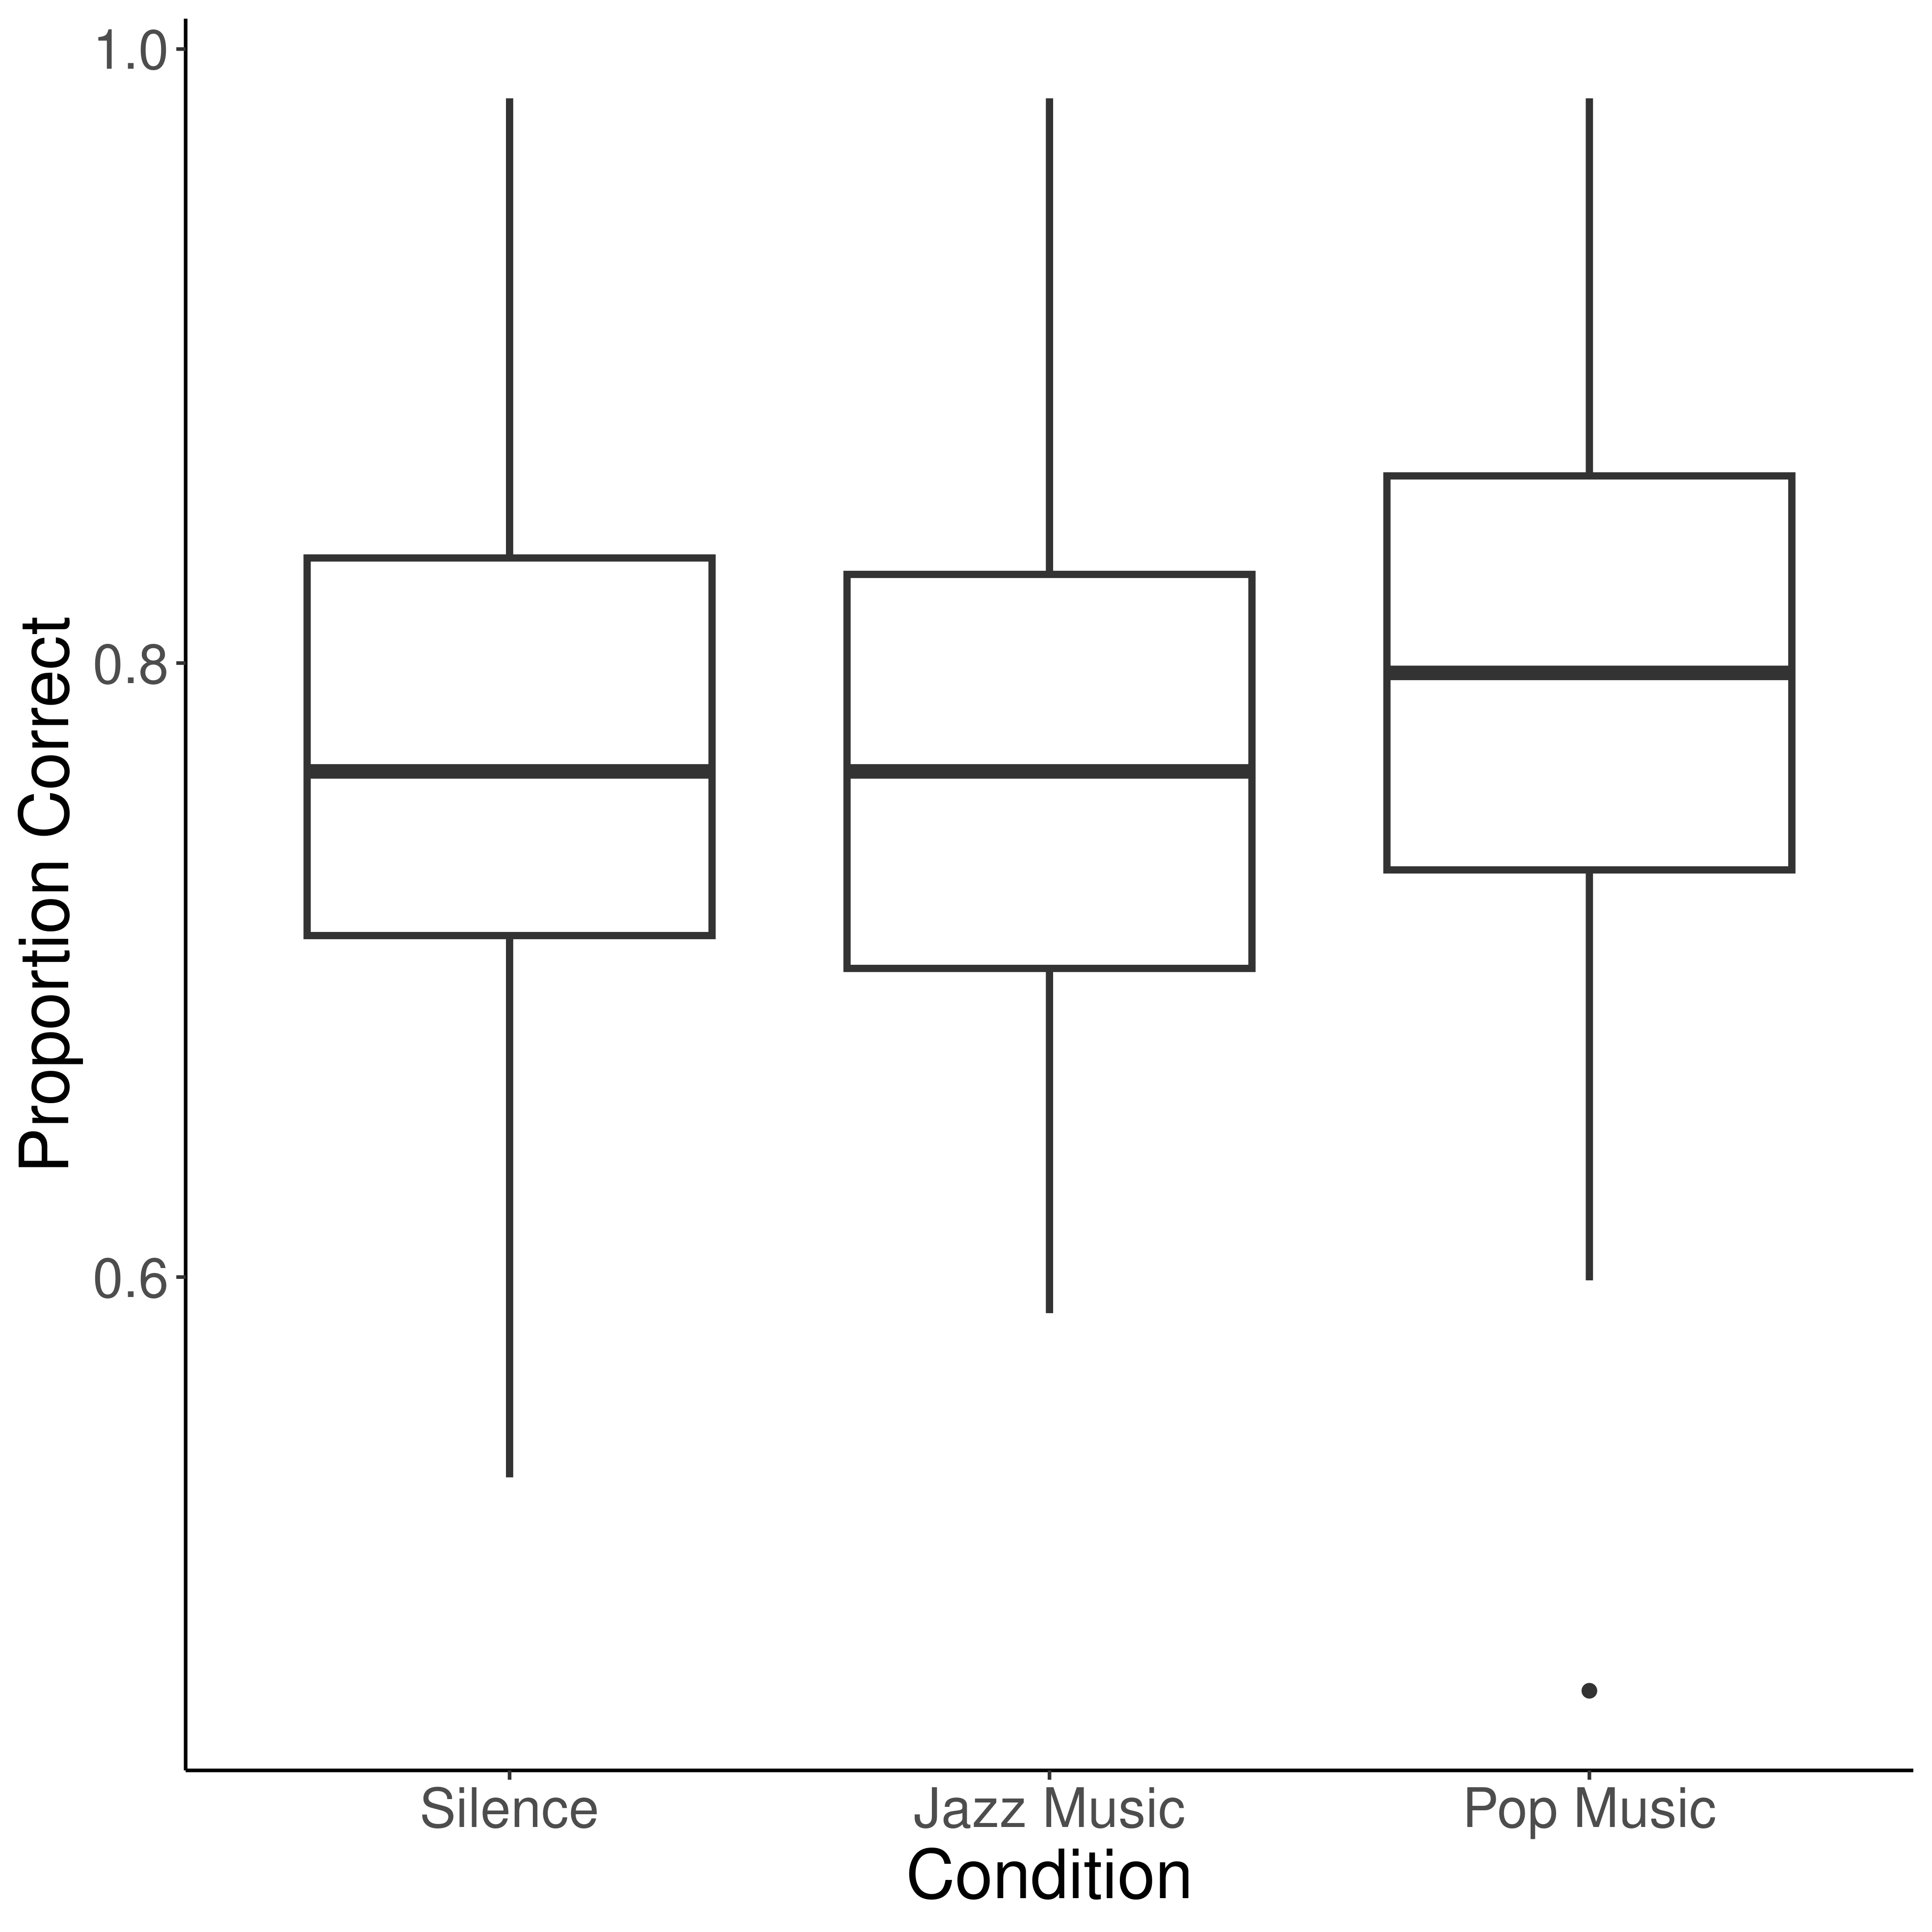 Proportion Correct
1.0
0.8
0.6
Silence Jazz Music Pop Music
Condition